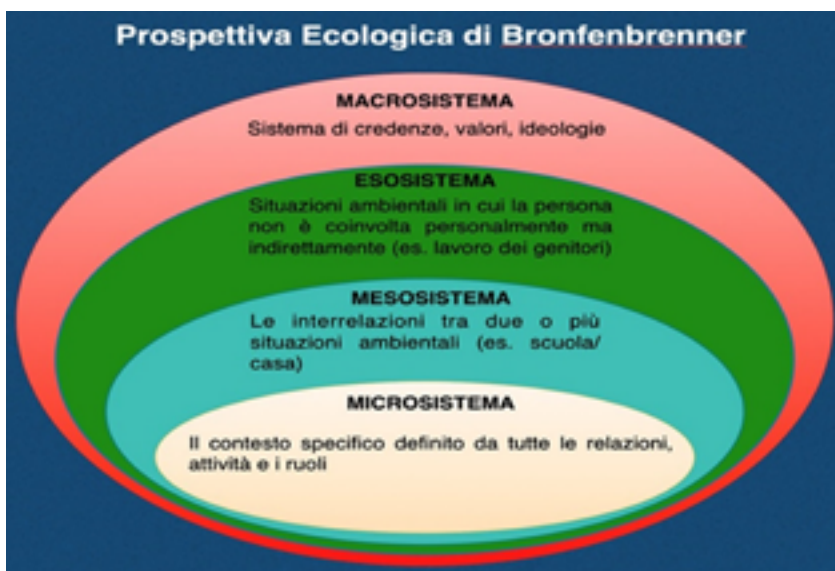 Prospettiva Ecologica di Bronfenbrenner
MACROSISTEMA
Sistema di credenze, valori, ideologie
ESOSISTEMA
Situazioni ambientali in cui la persona
non è coinvolta personalmente ma
indirettamente (es. lavoro dei genitori)
MESOSISTEMA
Le interrelazioni tra due o più
situazioni ambientali (es. scuola/
casa)
MICROSISTEMA
Il contesto specifico definito da tutte le relazioni,
attività e i ruoli